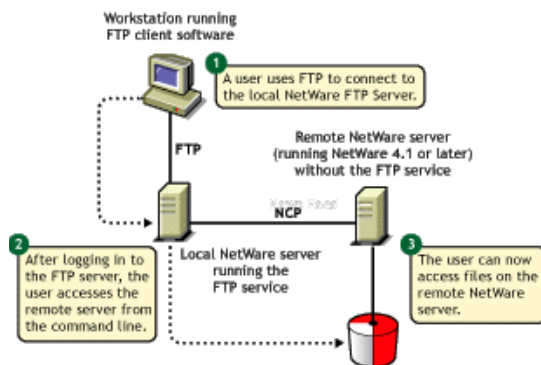 Workstation running
FTP client software
1
A user uses FTP to connect to
the local NetWare FTP Server.
FTP
Remote NetWare server
(running NetWare 4.1 or later)
without the FTP service
NCP
2
After logging in to
the FTP server, the
user accesses the
remote server from
the command line.
Local NetWare server
running the
FTP service
3
The user can now
access files on the
remote NetWare
server.